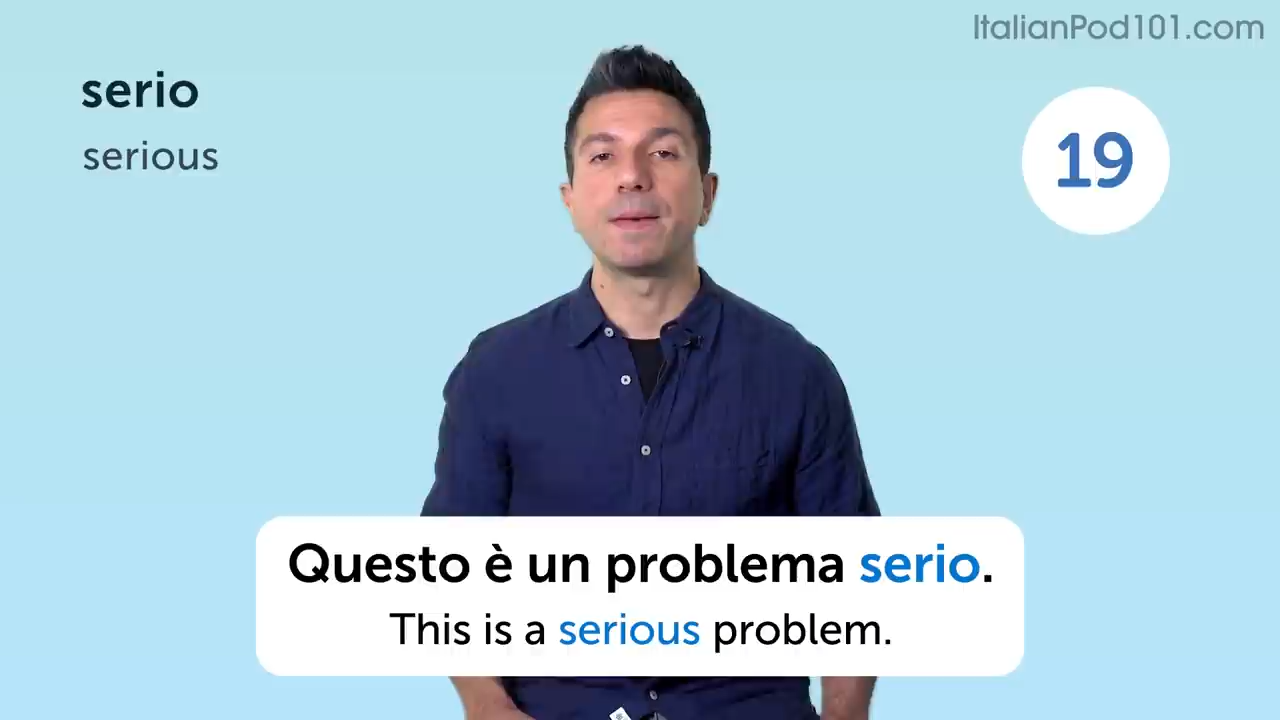 ItalianPod101.com
serio
serious
19
Questo è un problema serio.
This is a serious problem.